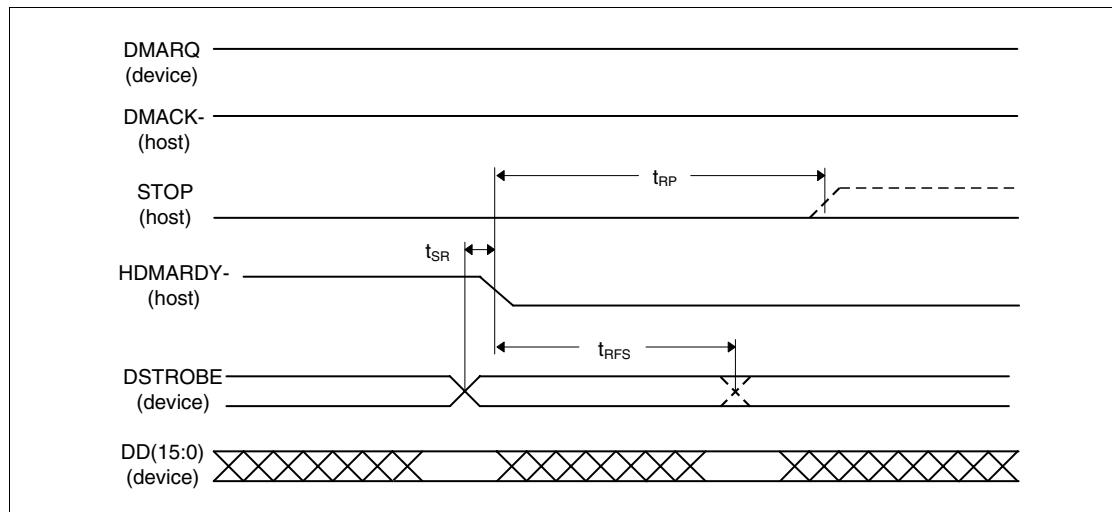 DMARQ
(device)
DMACK-
(host)
t_RP
STOP
(host)
t_SR
HDMARDY-
(host)
t_RFS
DSTROBE
(device)
DD(15:0)
(device)